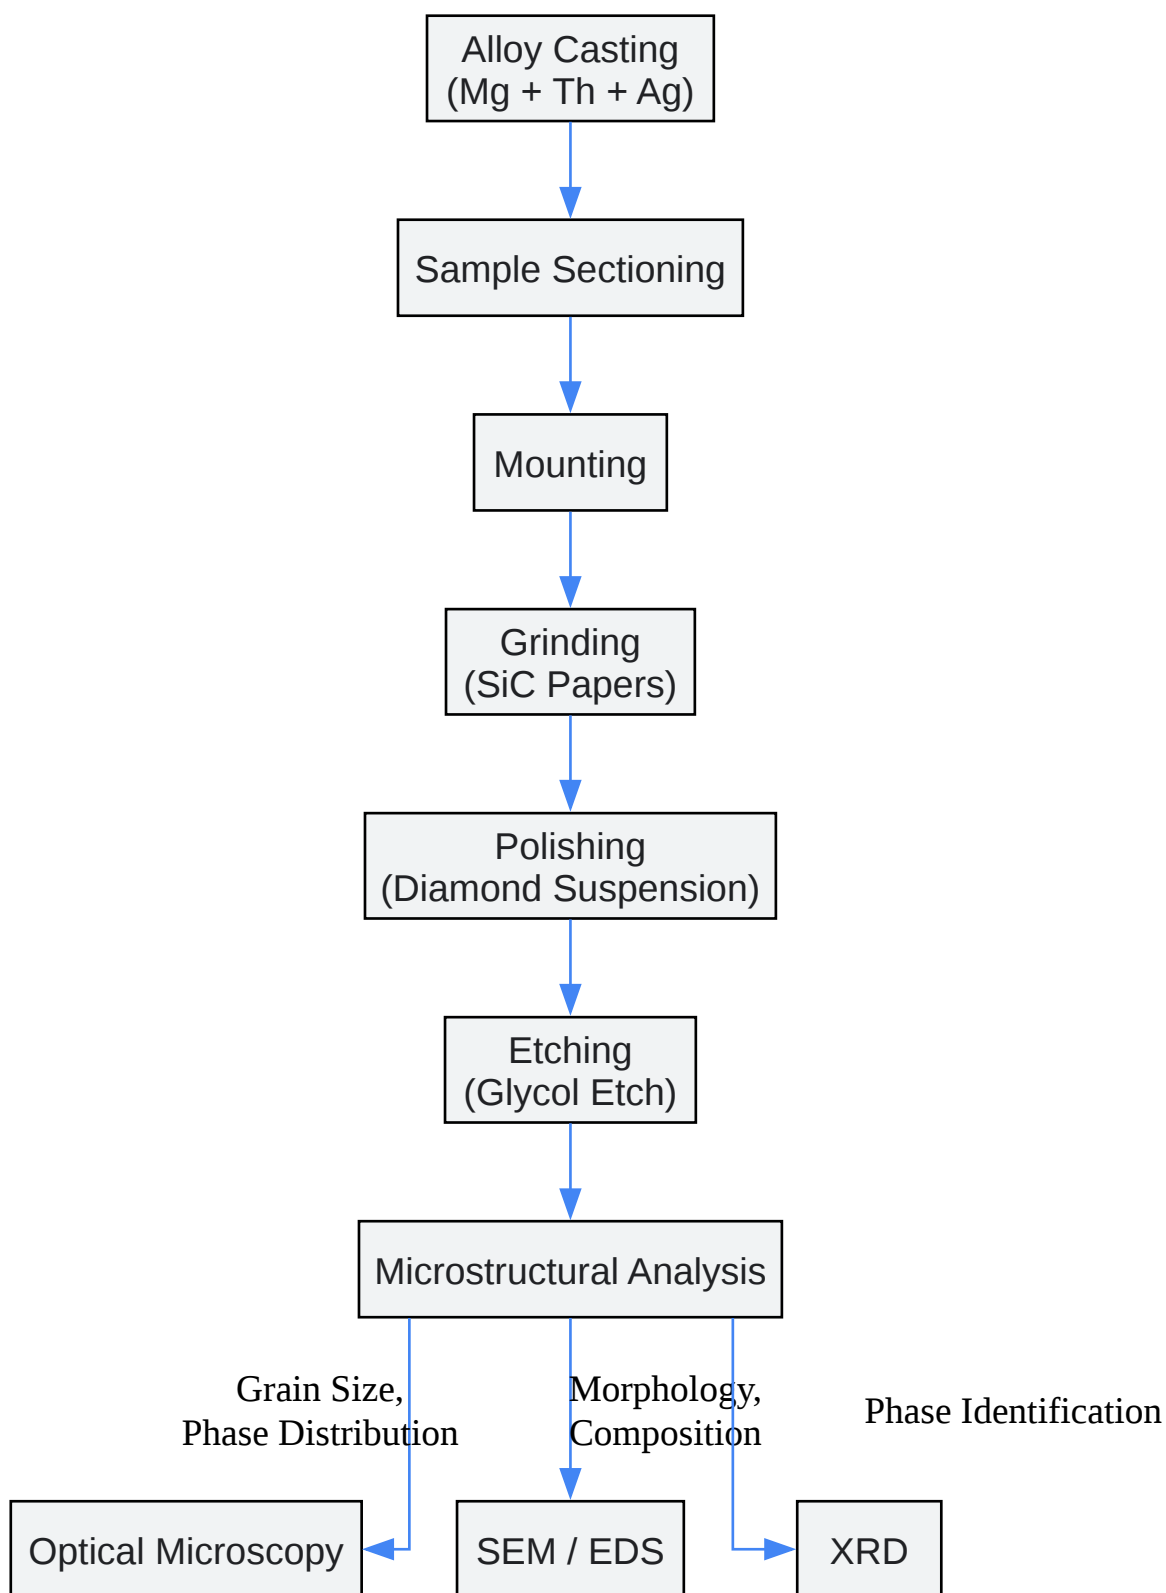 Alloy Casting
(Mg + Th + Ag)
Sample Sectioning
Mounting
Grinding
(SiC Papers)
Polishing
(Diamond Suspension)
Etching
(Glycol Etch)
Microstructural Analysis
Grain Size,
Phase Distribution
Morphology,
Composition
Phase Identification
Optical Microscopy
SEM / EDS
XRD